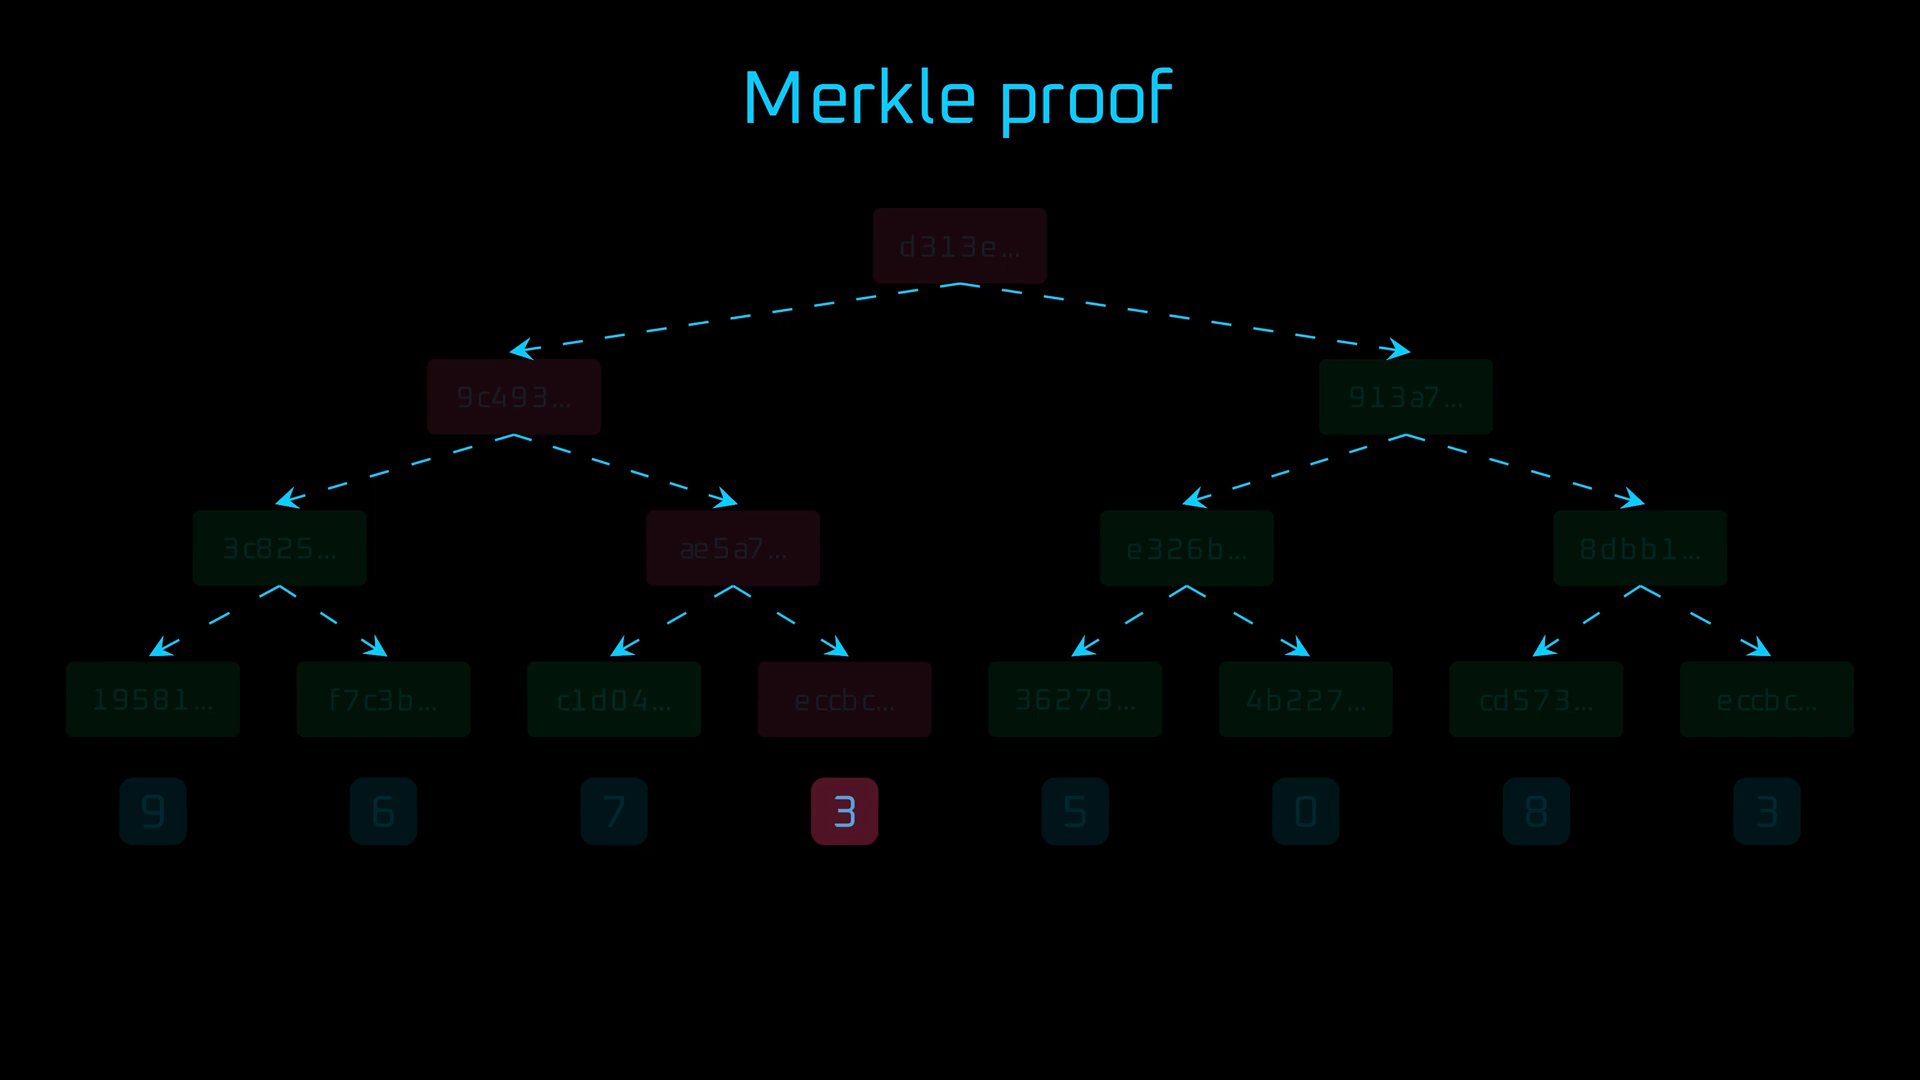 Merkle proof
d313e...
9c493... 913a7...
3c825... ae5a7... e326b... 8dbb1...
19581... f7c3b... c1d04... eccbc... 36279... 4b227... cd573... eccbc...
9 6 7 3 5 0 8 3